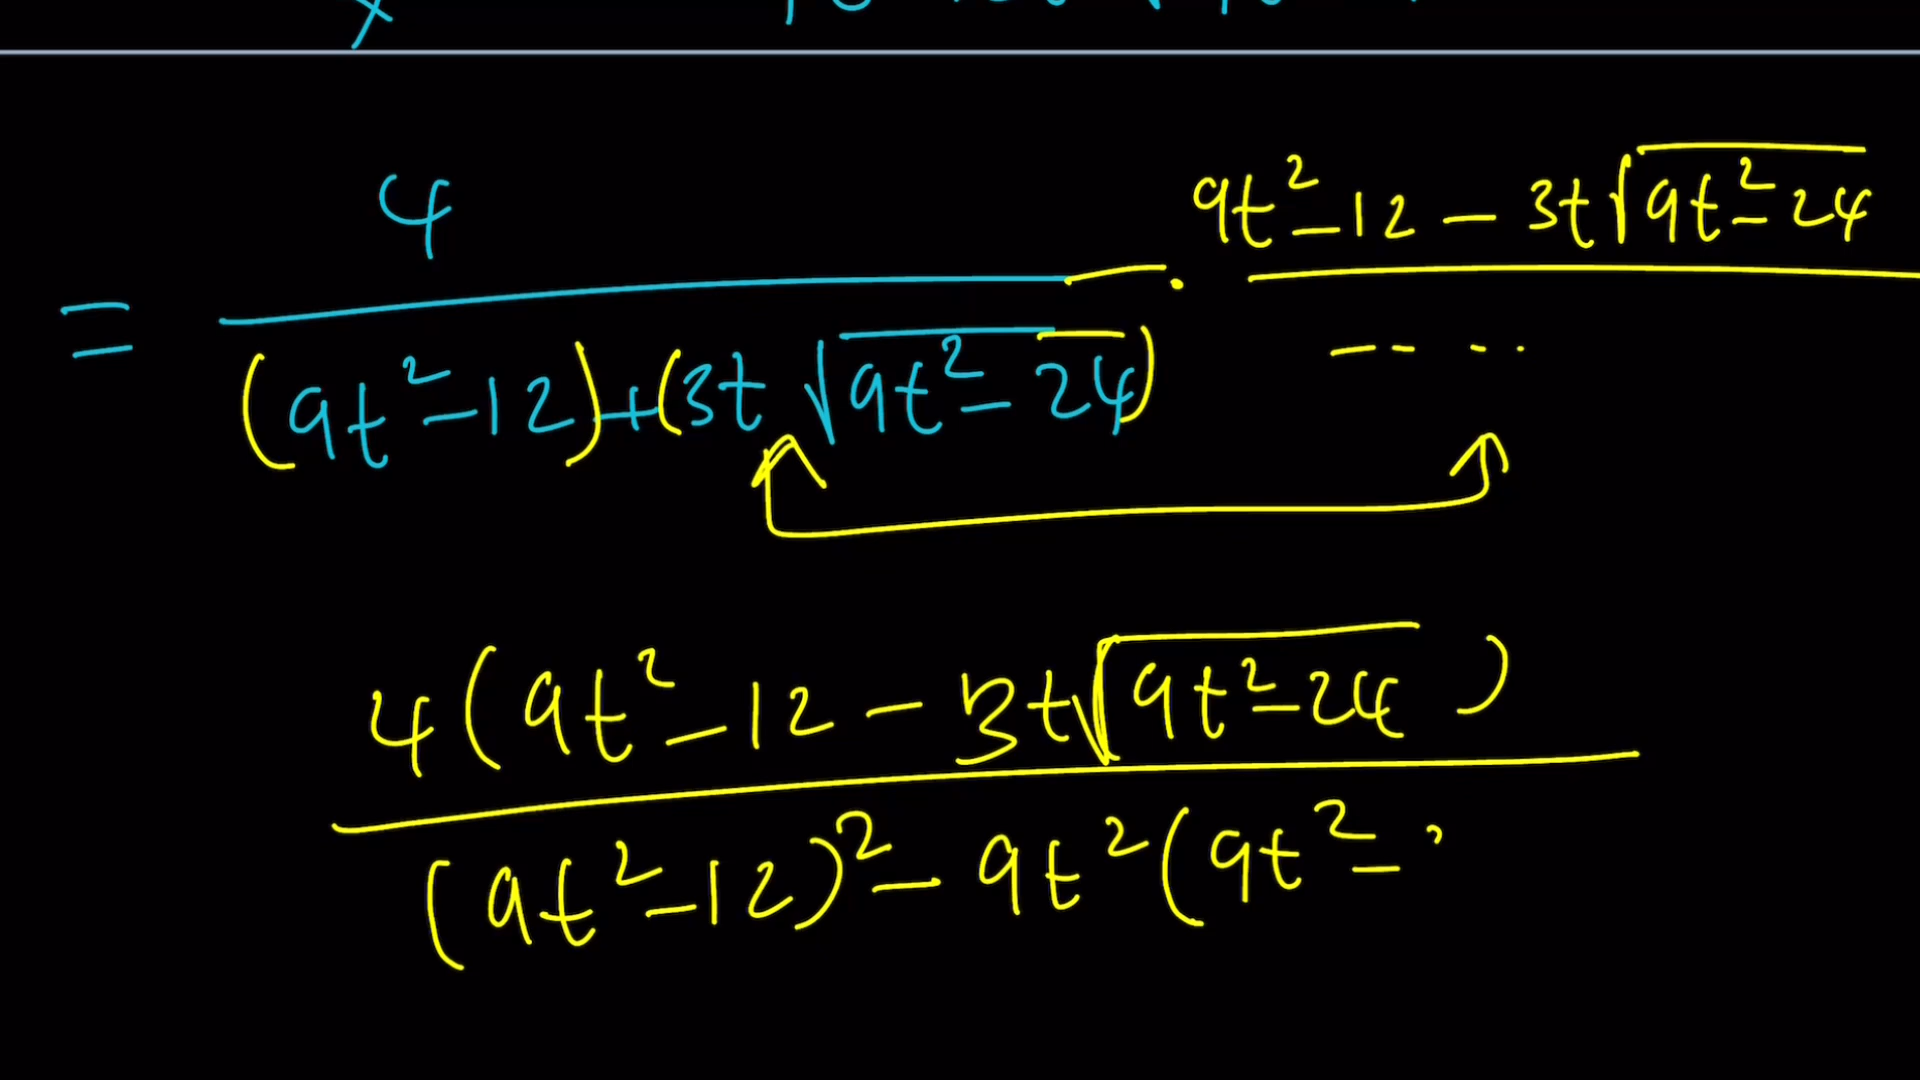 4 / ((9t²-12)+(3t√(9t²-24))) · (9t²-12-3t√(9t²-24)) / -- -··
=
4(9t²-12-3t√(9t²-24))
(9t²-12)²-9t²(9t²-